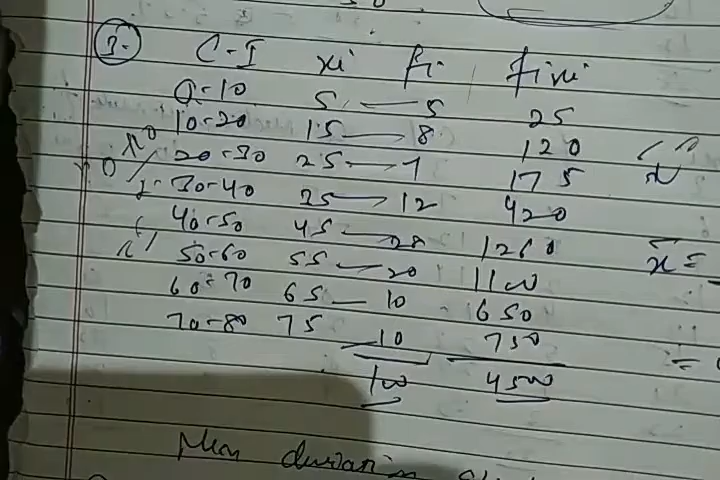 C-I xi fi fixi
0-10 5 5 25
10-20 15 8 120
20-30 25 7 175
30-40 35 12 420
40-50 45 28 1260
50-60 55 20 1100
60-70 65 10 650
70-80 75 10 750
100 4500
x̄ =
=
Men